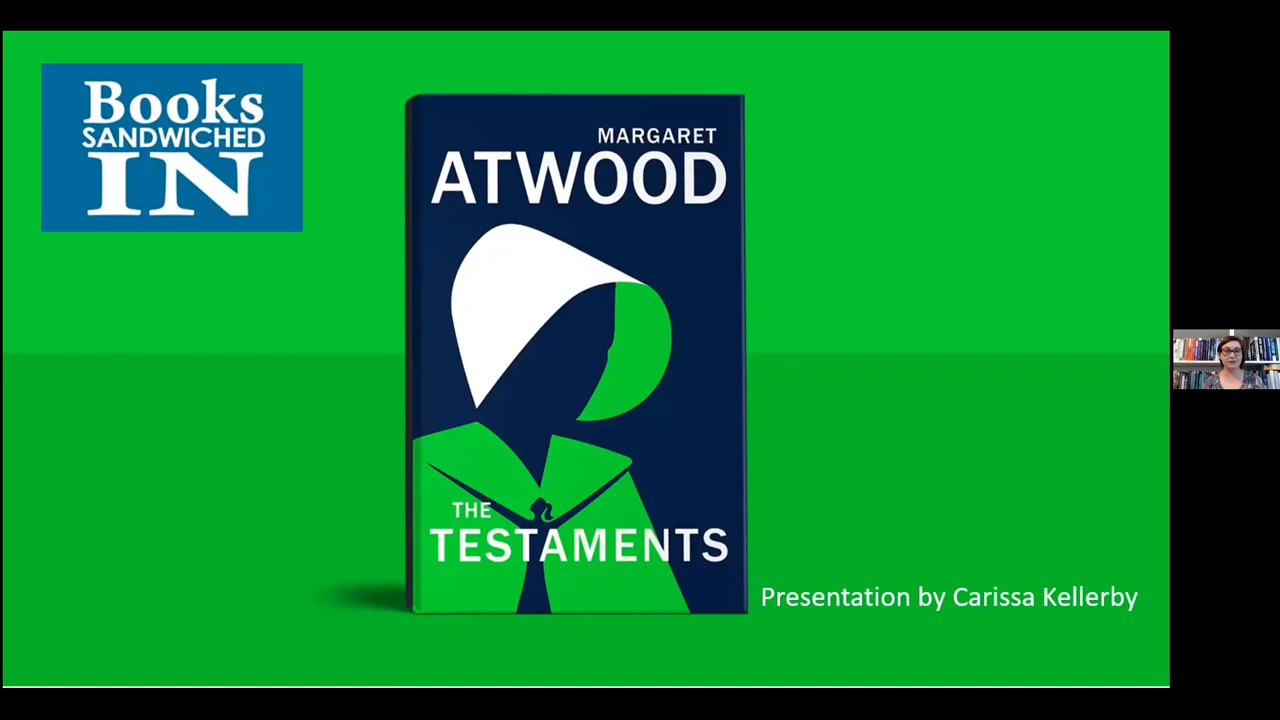 Books
SANDWICHED
IN
MARGARET
ATWOOD
THE
TESTAMENTS
Presentation by Carissa Kellerby